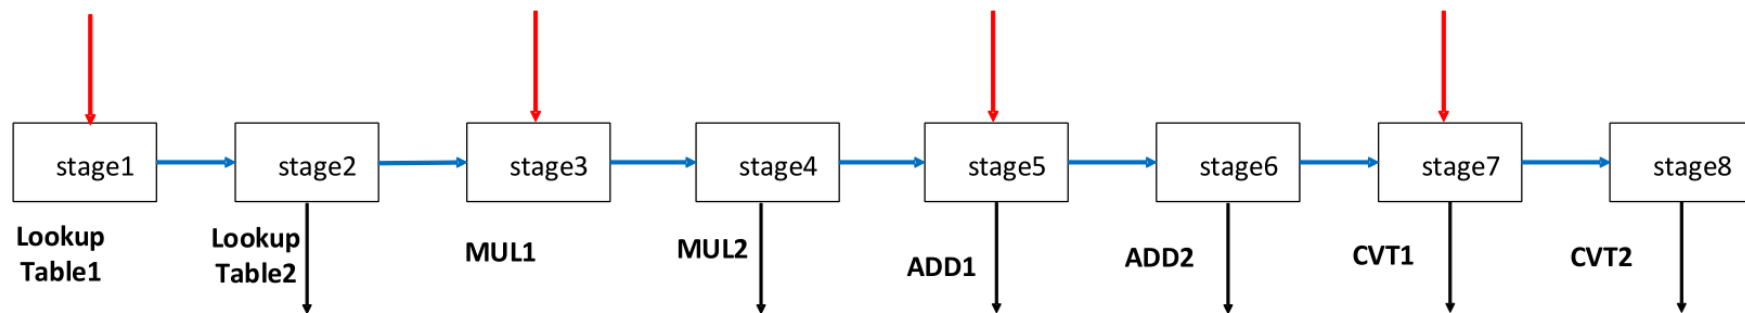 stage1
stage2
stage3
stage4
stage5
stage6
stage7
stage8
Lookup
Table1
Lookup
Table2
MUL1
MUL2
ADD1
ADD2
CVT1
CVT2